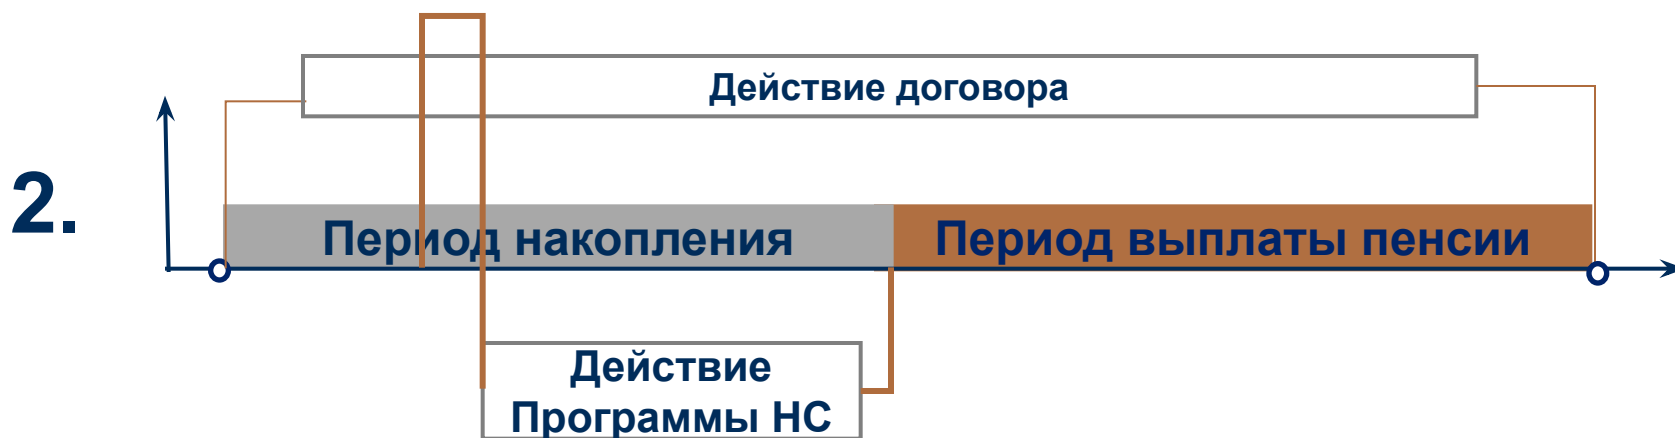 Действие договора
2.
Период накопления
Период выплаты пенсии
Действие
Программы НС